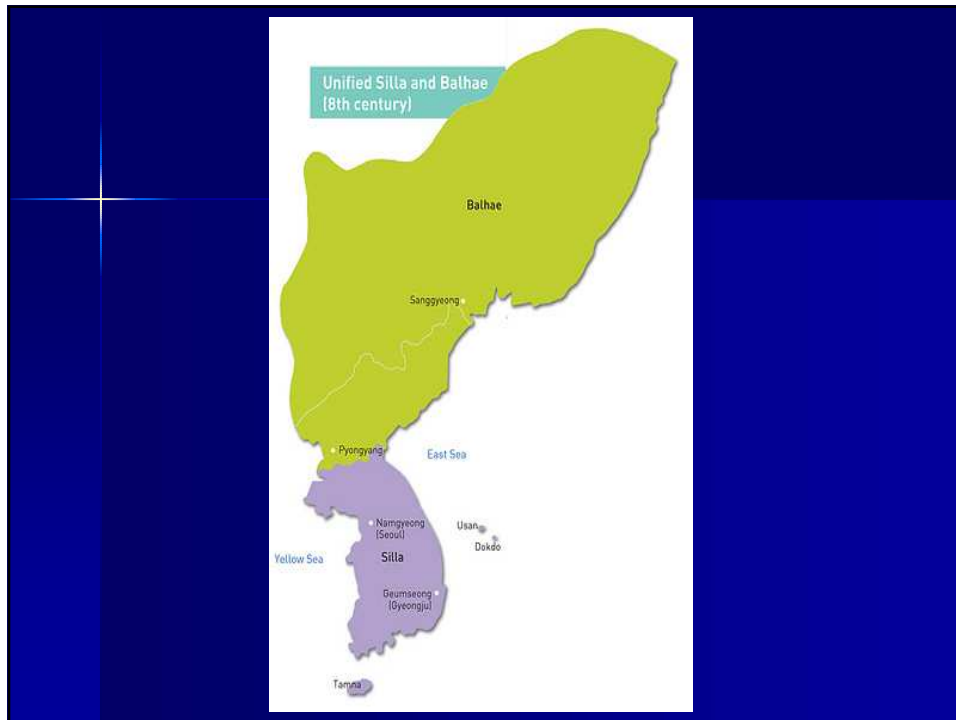 Unified Silla and Balhae
(8th century)
Balhae
Sanggyeong
Pyongyang
East Sea
Namgyeong
(Seoul)
Usan
Dokdo
Yellow Sea
Silla
Geumseong
(Gyeongju)
Tamna